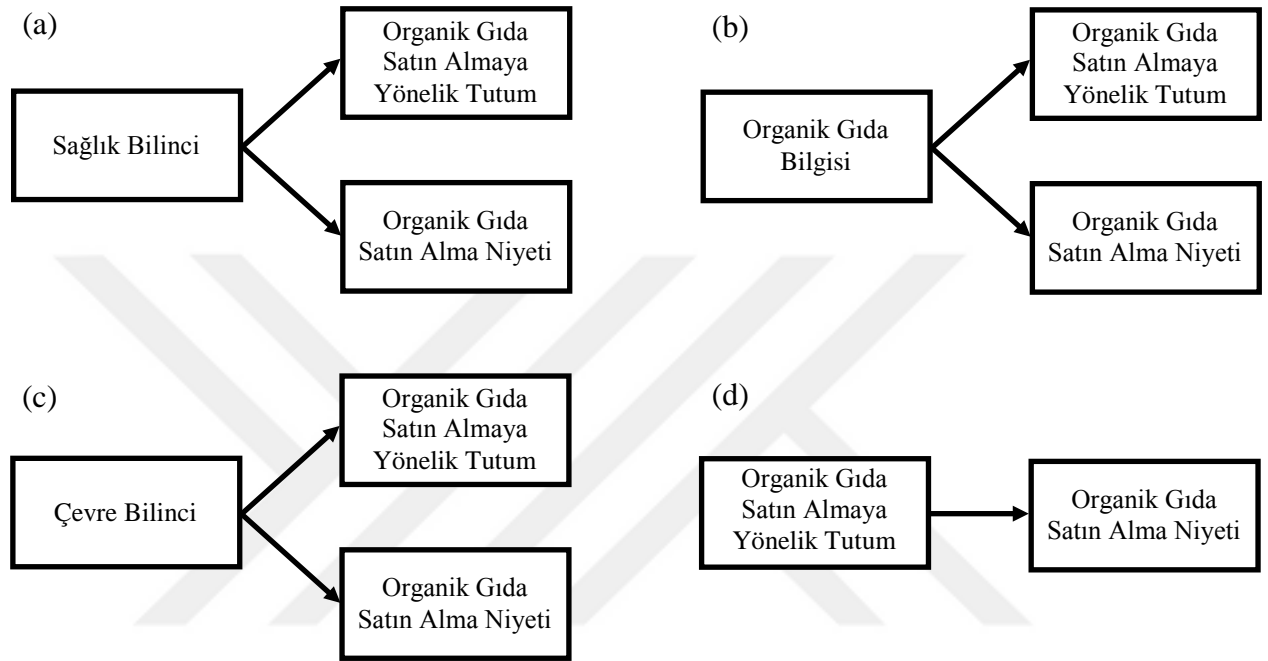 (a)
Organik Gıda
Satın Almaya
Yönelik Tutum
Sağlık Bilinci
Organik Gıda
Satın Alma Niyeti
(b)
Organik Gıda
Satın Almaya
Yönelik Tutum
Organik Gıda
Bilgisi
Organik Gıda
Satın Alma Niyeti
(c)
Organik Gıda
Satın Almaya
Yönelik Tutum
Çevre Bilinci
Organik Gıda
Satın Alma Niyeti
(d)
Organik Gıda
Satın Almaya
Yönelik Tutum
Organik Gıda
Satın Alma Niyeti